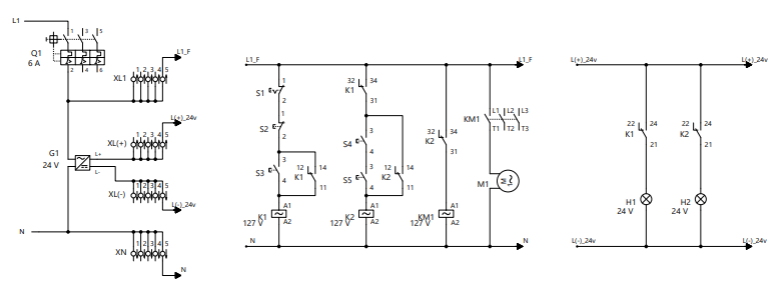 L1
1 3 5
Q1
6 A
2 4 6
L1_F
XL1
1 2 3 4 5
L(+)_24v
XL(+)
1 2 3 4 5
G1
24 V
L+
L-
XL(-)
1 2 3 4 5
L(-)_24v
N
XN
1 2 3 4 5
N
L1_F
L1_F
S1
1
2
S2
1
2
S3
3
4
K1
12 14
11
K1
127 V
A1
A2
32 34
K1
31
S4
3
4
S5
3
4
K2
12 14
11
K2
127 V
A1
A2
32 34
K2
31
KM1
127 V
A1
A2
KM1
L1 L2 L3
T1 T2 T3
M1
N
N
L(+)_24v
L(+)_24v
22 24
K1
21
22 24
K2
21
H1
24 V
H2
24 V
L(-)_24v
L(-)_24v